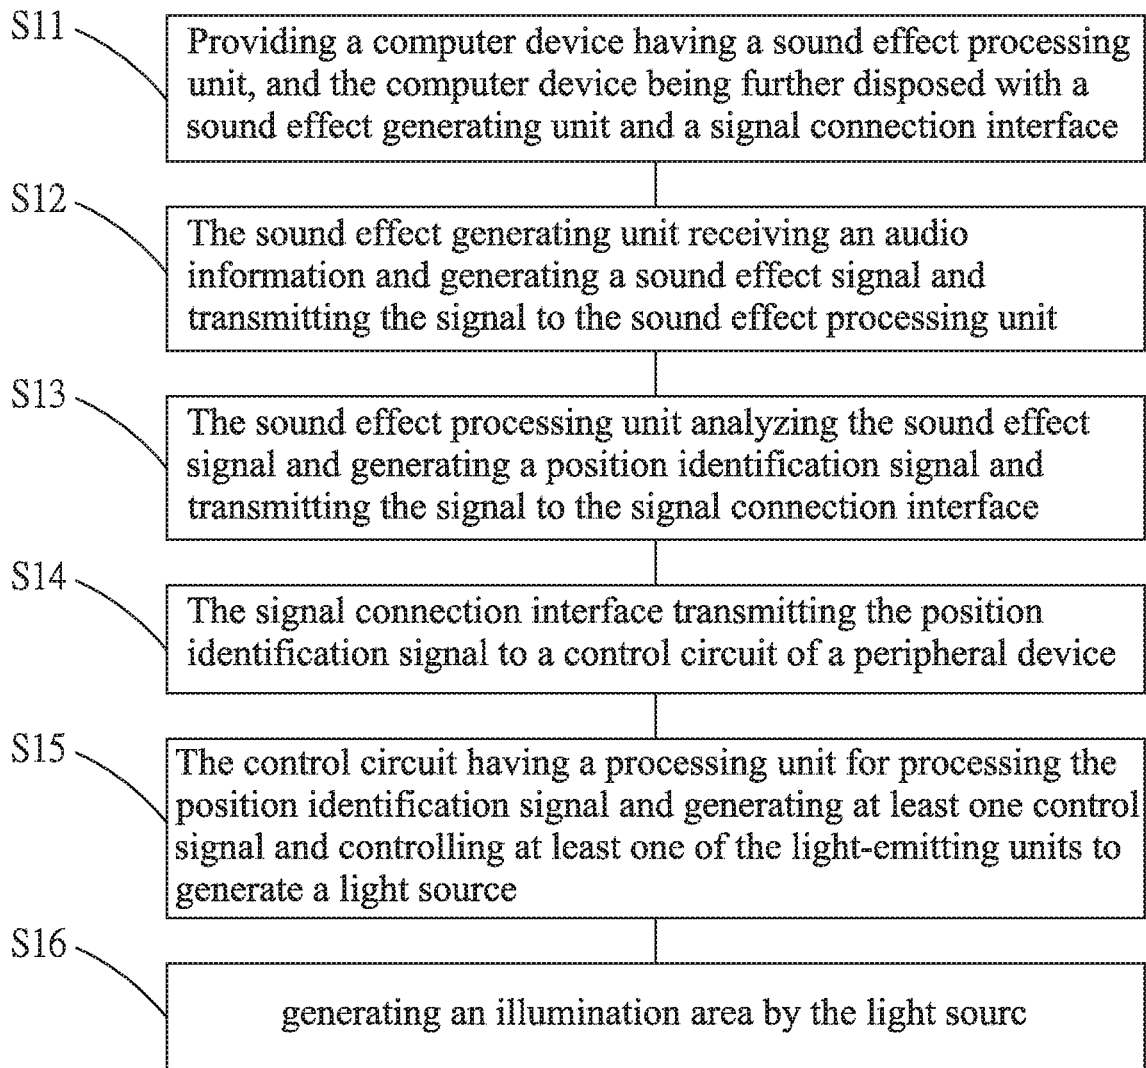 S11
Providing a computer device having a sound effect processing
unit, and the computer device being further disposed with a
sound effect generating unit and a signal connection interface
S12
The sound effect generating unit receiving an audio
information and generating a sound effect signal and
transmitting the signal to the sound effect processing unit
S13
The sound effect processing unit analyzing the sound effect
signal and generating a position identification signal and
transmitting the signal to the signal connection interface
S14
The signal connection interface transmitting the position
identification signal to a control circuit of a peripheral device
S15
The control circuit having a processing unit for processing the
position identification signal and generating at least one control
signal and controlling at least one of the light-emitting units to
generate a light source
S16
generating an illumination area by the light sourc